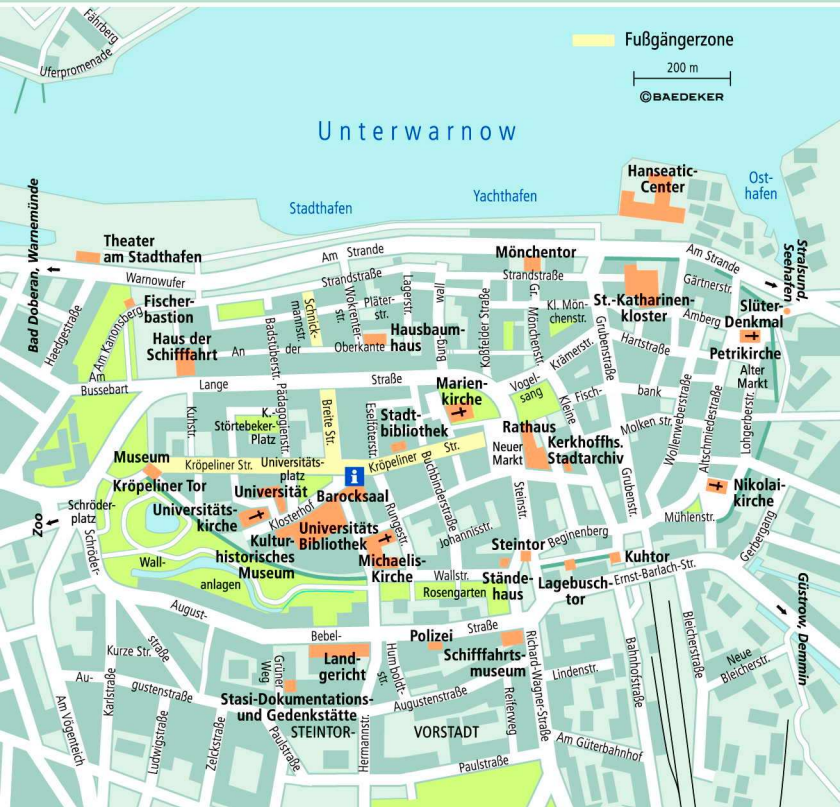 Fährberg
Uferpromenade
Fußgängerzone
200 m
©BAEDEKER
Unterwarnow
Hanseatic-
Center
Ost-
hafen
Stadthafen
Yachthafen
Bad Doberan, Warnemünde
Stralsund,
Seehafen
Theater
am Stadthafen
Am Strande
Mönchentor
Am Strande
Warnowufer
Strandstraße
Strandstraße
Gärtnerstr.
Fischer-
bastion
Schnick-
mannstr.
Wokrenter-
str.
Pläter-
str.
Lagerstr.
Wall
gung
Koßfelder Straße
Gr.
Mönchenstr.
Kl. Mön-
chenstr.
St.-Katharinen-
kloster
Slüter-
Denkmal
Haedgestraße
Am Kanonsberg
Haus der
Schifffahrt
Badstüberstr.
Hausbaum-
haus
Grubenstraße
Amberg
Hartstraße
Petrikirche
An der Oberkante
Krämerstr.
Alter
Markt
Am
Bussebart
Lange Straße
Marien-
kirche
Vogel-
sang
Fisch-
bank
Kleine
Kuhstr.
Pädagogienstr.
K.-
Störtebeker-
Platz
Breite Str.
Eselföterstr.
Stadt-
bibliothek
Rathaus
Neuer
Markt
Kerkhoffhs.
Stadtarchiv
Molken str.
Wollenweberstraße
Altschmiedestraße
Lohgerberstr.
Museum
Kröpeliner Tor
Kröpeliner Str.
Universitäts-
platz
Kröpeliner Str.
Buchbinderstraße
Universität
Barocksaal
Grubenstr.
Nikolai-
kirche
Zoo
Schröder-
platz
Universitäts-
kirche
Klosterhof
Universitäts
Bibliothek
Rungestr.
Steinstr.
Johannisstr.
Mühlenstr.
Gerbergang
Kultur-
historisches
Museum
Michaelis-
Kirche
Steintor
Beginenberg
Kuhtor
Schröder-
Wall-
anlagen
Wallstr.
Rosengarten
Stände-
haus
Lagebusch-
tor
Ernst-Barlach-Str.
Güstrow, Demmin
August-
Bebel-
Straße
Polizei
straße
Kurze Str.
Land-
gericht
Schifffahrts-
museum
Richard-Wagner-Straße
Bahnhofstraße
Bleicherstraße
Neue
Bleicherstr.
Au-
gustenstraße
Karlstraße
Grüner
Weg
Humboldt-
str.
Lindenstr.
Stasi-Dokumentations-
und Gedenkstätte
Augustenstraße
Reiferweg
Am Vögenteich
Ludwigstraße
Zelckstraße
Paulstraße
STEINTOR-
Hermannstr.
VORSTADT
Am Güterbahnhof
Paulstraße